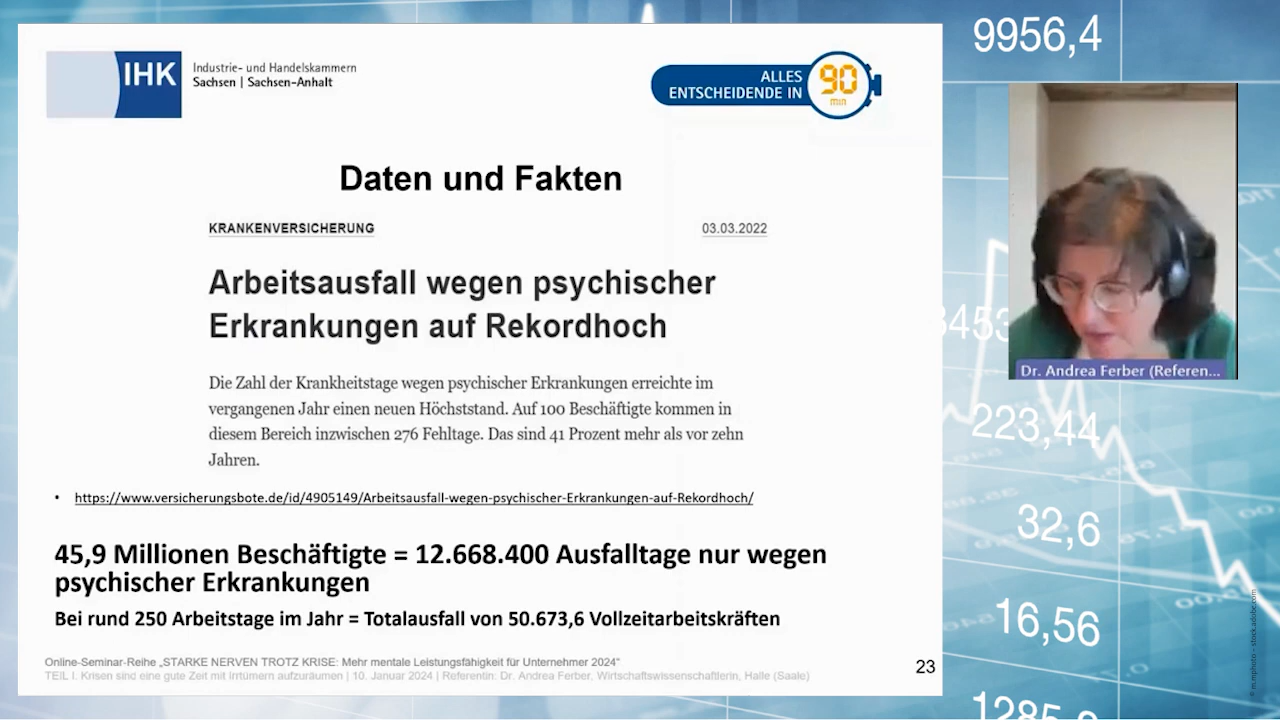 IHK
Industrie- und Handelskammern
Sachsen | Sachsen-Anhalt
ALLES
ENTSCHEIDENDE IN
90
min
Daten und Fakten
KRANKENVERSICHERUNG
03.03.2022
Arbeitsausfall wegen psychischer
Erkrankungen auf Rekordhoch
Die Zahl der Krankheitstage wegen psychischer Erkrankungen erreichte im
vergangenen Jahr einen neuen Höchststand. Auf 100 Beschäftigte kommen in
diesem Bereich inzwischen 276 Fehltage. Das sind 41 Prozent mehr als vor zehn
Jahren.
• https://www.versicherungsbote.de/id/4905149/Arbeitsausfall-wegen-psychischer-Erkrankungen-auf-Rekordhoch/
45,9 Millionen Beschäftigte = 12.668.400 Ausfalltage nur wegen
psychischer Erkrankungen
Bei rund 250 Arbeitstage im Jahr = Totalausfall von 50.673,6 Vollzeitarbeitskräften
Online-Seminar-Reihe „STARKE NERVEN TROTZ KRISE: Mehr mentale Leistungsfähigkeit für Unternehmer 2024“
TEIL I. Krisen sind eine gute Zeit mit Irrtümern aufzuräumen | 10. Januar 2024 | Referentin: Dr. Andrea Ferber, Wirtschaftswissenschaftlerin, Halle (Saale)
23
9956,4
Dr. Andrea Ferber (Referen...
223,44
32,6
16,56